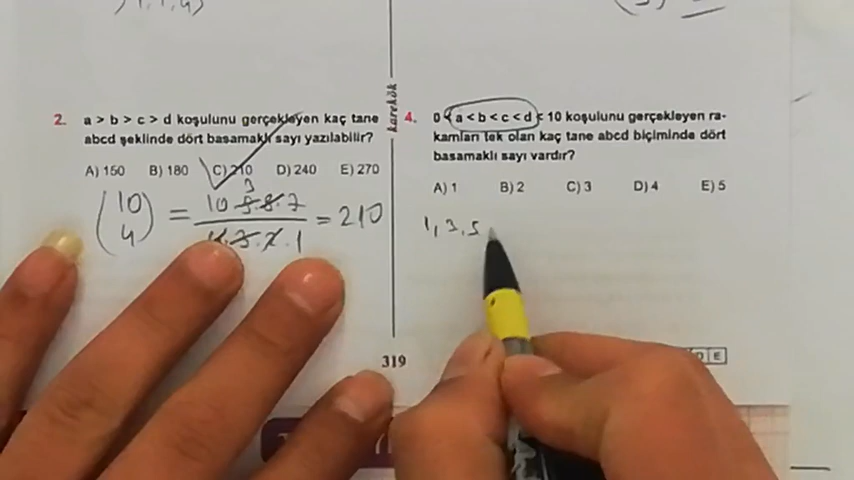 2. a > b > c > d koşulunu gerçekleyen kaç tane
abcd şeklinde dört basamaklı sayı yazılabilir?
A) 150 B) 180 C) 210 D) 240 E) 270
(10 4) = 10 9 8 7 / 4 3 2 1 = 210
3
karekök
4. 0 < a < b < c < d < 10 koşulunu gerçekleyen ra-
kamları tek olan kaç tane abcd biçiminde dört
basamaklı sayı vardır?
A) 1 B) 2 C) 3 D) 4 E) 5
1, 3, 5
319
E